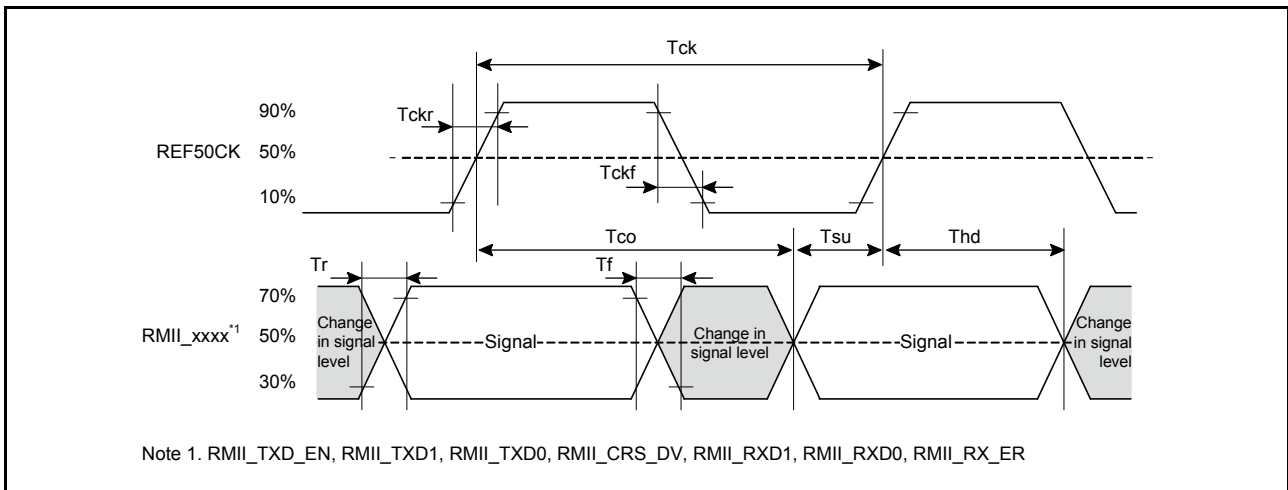 Tck
90%
Tckr
REF50CK 50%
Tckf
10%
Tco Tsu Thd
Tr Tf
70%
RMII_xxxx*1 50%
30%
Change
in signal
level
Signal
Change in
signal level
Signal
Change
in signal
level
Note 1. RMII_TXD_EN, RMII_TXD1, RMII_TXD0, RMII_CRS_DV, RMII_RXD1, RMII_RXD0, RMII_RX_ER